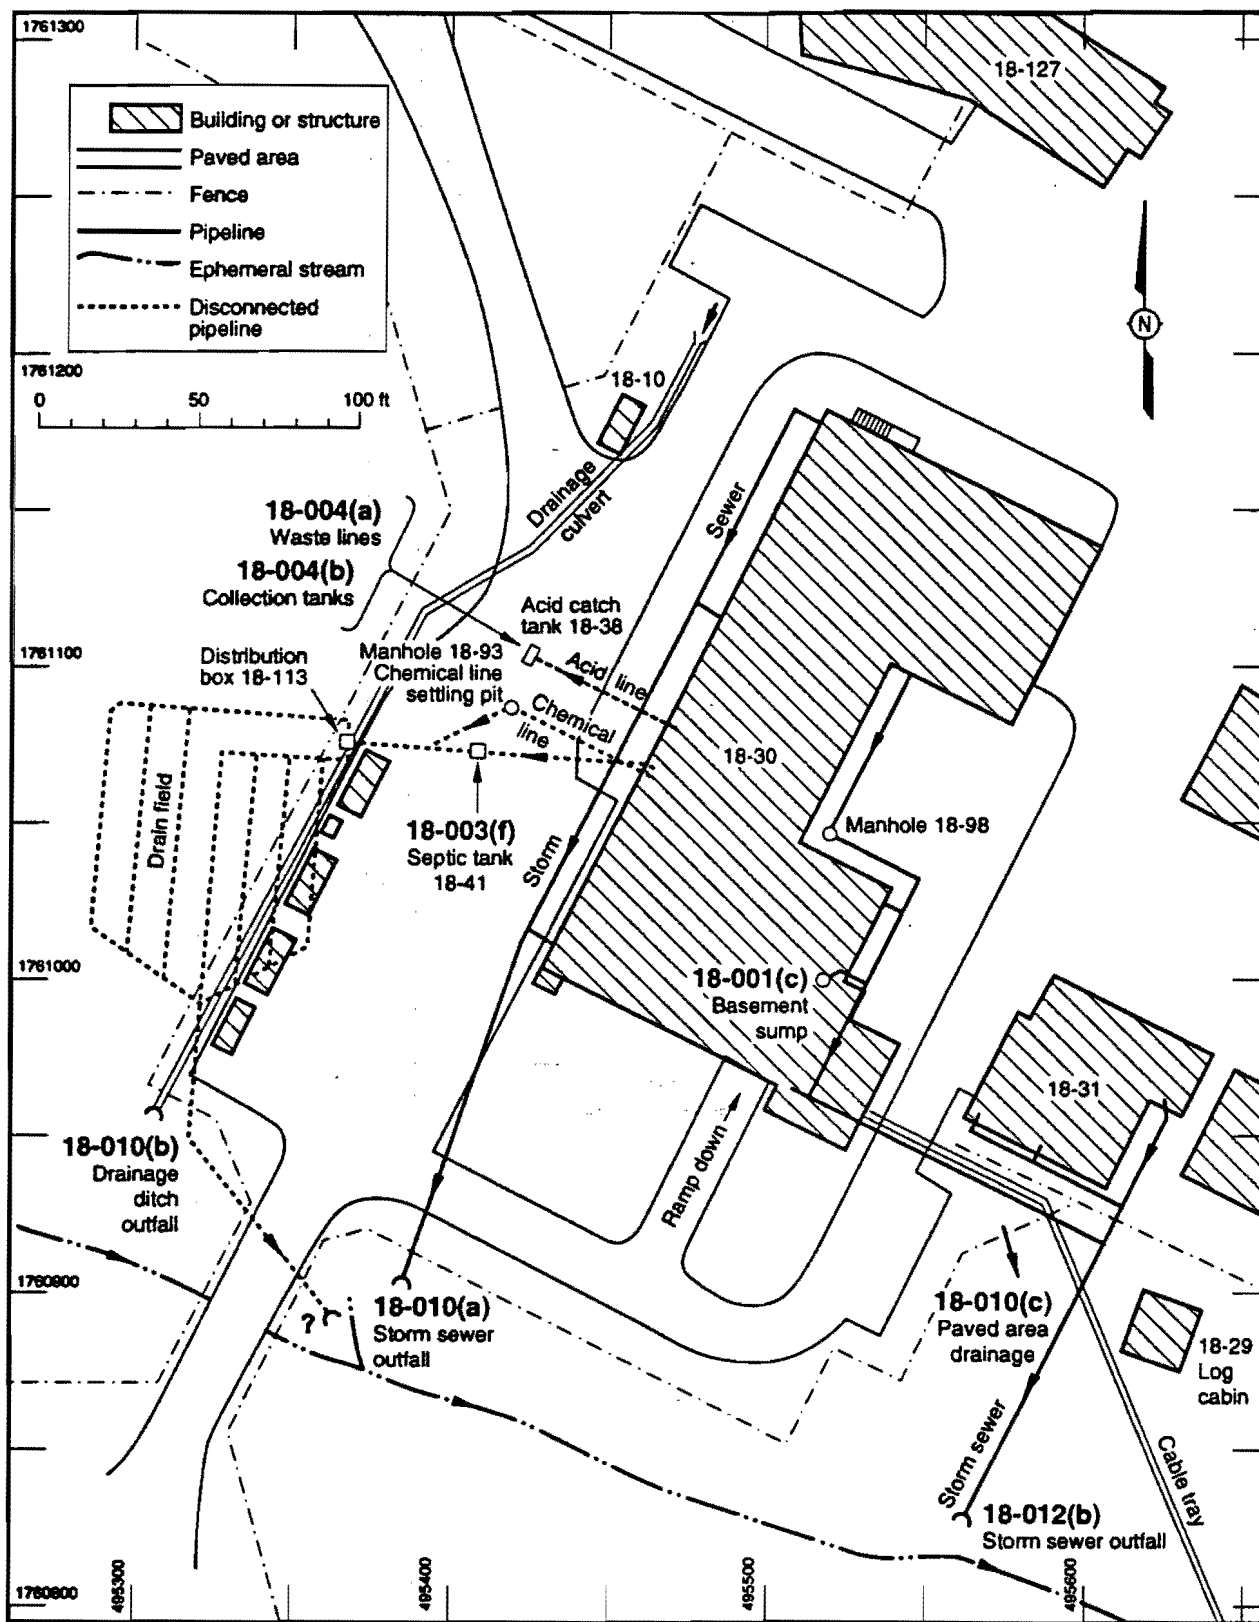 1761300
18-127
Building or structure
Paved area
Fence
Pipeline
Ephemeral stream
Disconnected
pipeline
N
1761200
0 50 100 ft
18-10
Drainage
culvert
Sewer
18-004(a)
Waste lines
18-004(b)
Collection tanks
Acid catch
tank 18-38
1761100
Distribution
box 18-113
Manhole 18-93
Chemical line
settling pit
Acid line
Chemical
line
18-30
Drain field
Manhole 18-98
18-003(f)
Septic tank
18-41
Storm
1761000
18-001(c)
Basement
sump
18-31
18-010(b)
Drainage
ditch
outfall
Ramp down
1760900
?
18-010(a)
Storm sewer
outfall
18-010(c)
Paved area
drainage
18-29
Log
cabin
Storm sewer
Cable tray
18-012(b)
Storm sewer outfall
1760800
495300
495400
495500
495600